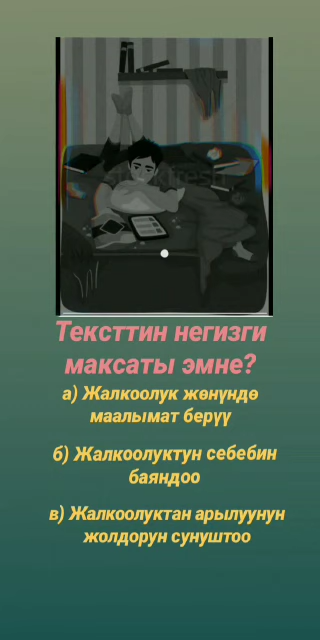 Тексттин негизги
максаты эмне?
а) Жалкоолук жөнүндө
маалымат берүү
б) Жалкоолуктун себебин
баяндоо
в) Жалкоолуктан арылуунун
жолдорун сунуштоо